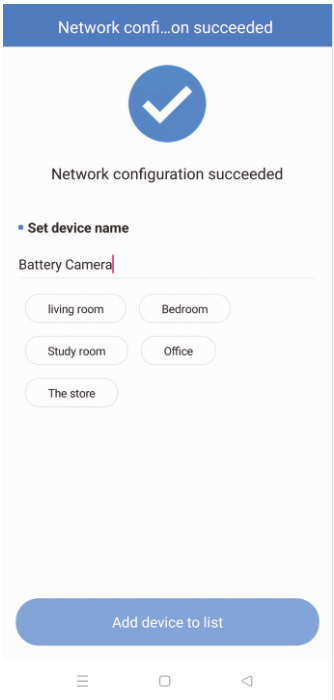 Network confi...on succeeded
Network configuration succeeded
Set device name
Battery Camera
living room Bedroom
Study room Office
The store
Add device to list